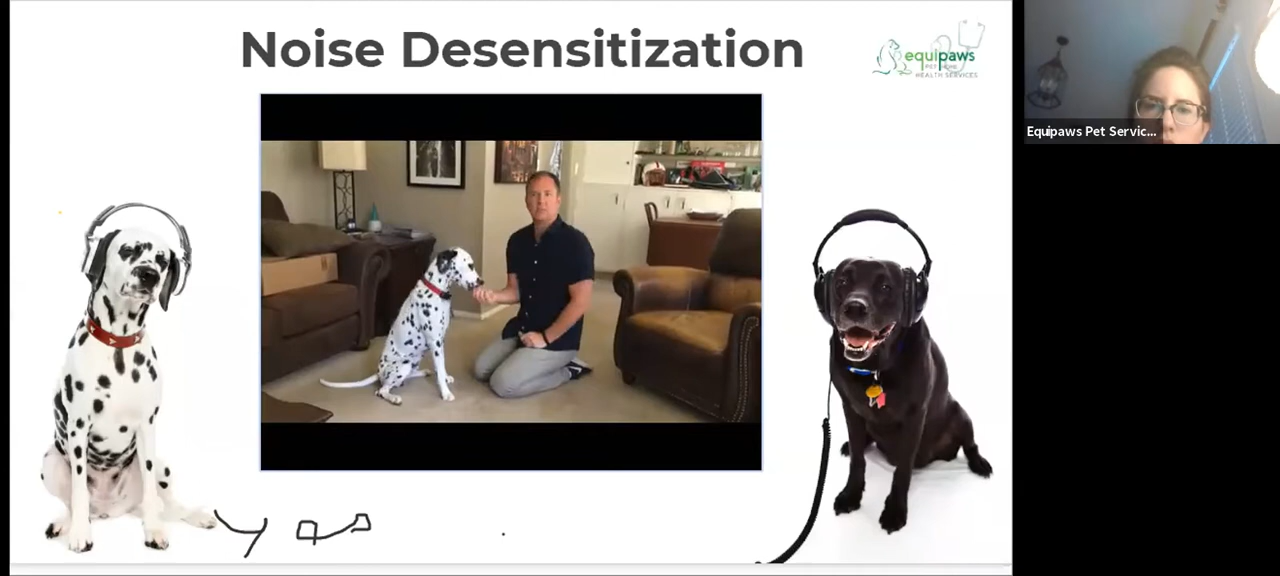 Noise Desensitization
equipaws
PET HOME
HEALTH SERVICES
Equipaws Pet Servic...